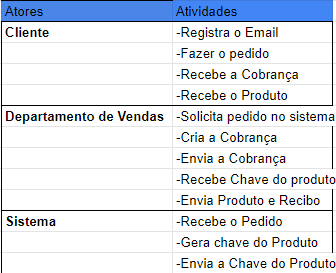 Atores Atividades
Cliente -Registra o Email
-Fazer o pedido
-Recebe a Cobrança
-Recebe o Produto
Departamento de Vendas -Solicita pedido no sistema
-Cria a Cobrança
-Envia a Cobrança
-Recebe Chave do produto
-Envia Produto e Recibo
Sistema -Recebe o Pedido
-Gera chave do Produto
-Envia a Chave do Produto